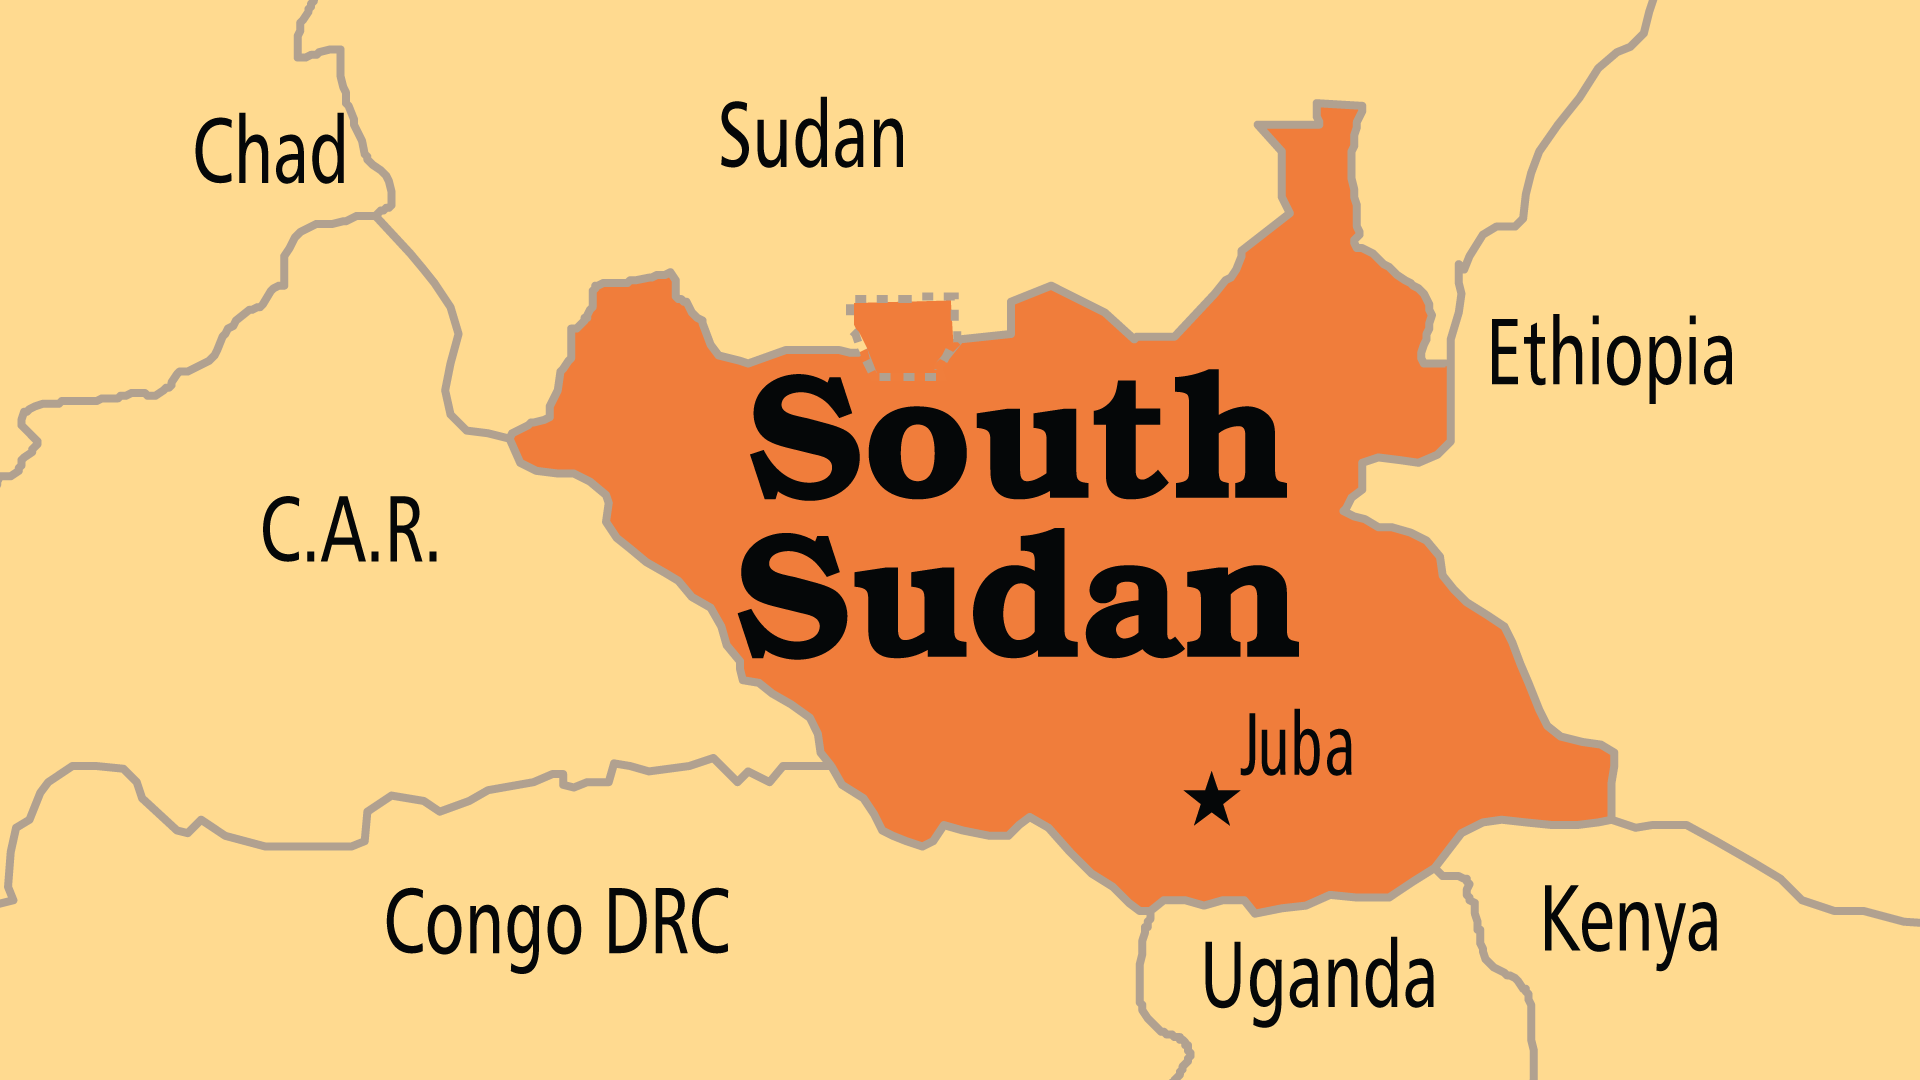 Chad
Sudan
Ethiopia
South
Sudan
C.A.R.
Juba
Congo DRC
Kenya
Uganda